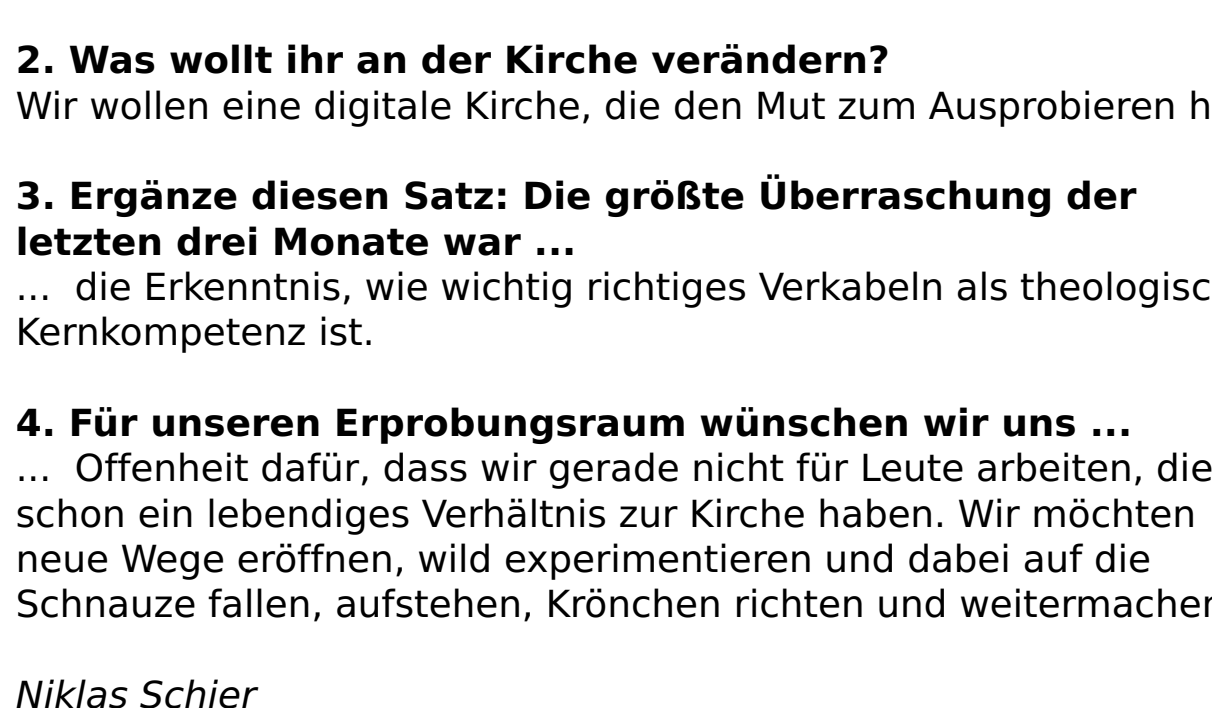 2. Was wollt ihr an der Kirche verändern?
Wir wollen eine digitale Kirche, die den Mut zum Ausprobieren
3. Ergänze diesen Satz: Die größte Überraschung der
letzten drei Monate war ...
... die Erkenntnis, wie wichtig richtiges Verkabeln als
Kernkompetenz ist.
4. Für unseren Erprobungsraum wünschen wir uns ...
... Offenheit dafür, dass wir gerade nicht für Leute arbeiten, die
schon ein lebendiges Verhältnis zur Kirche haben. Wir möchten
neue Wege eröffnen, wild experimentieren und dabei auf die
Schnauze fallen, aufstehen, Krönchen richten und
Niklas Schier